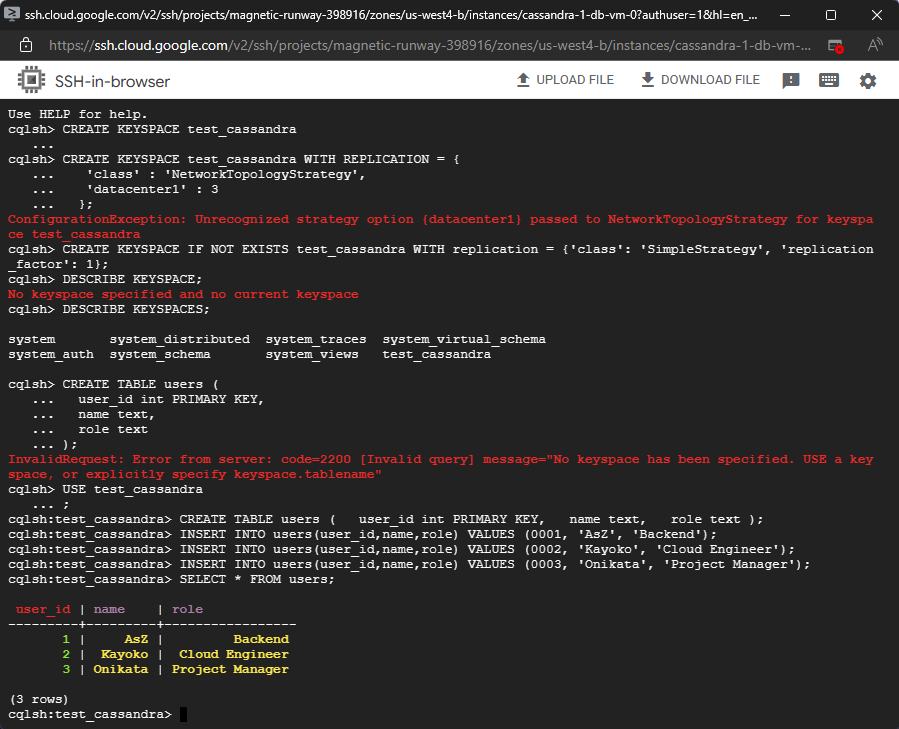 ssh.cloud.google.com/v2/ssh/projects/magnetic-runway-398916/zones/us-west4-b/instances/cassandra-1-db-vm-0?authuser=1&hl=en_...
https://ssh.cloud.google.com/v2/ssh/projects/magnetic-runway-398916/zones/us-west4-b/instances/cassandra-1-db-vm-...
SSH-in-browser UPLOAD FILE DOWNLOAD FILE
Use HELP for help.
cqlsh> CREATE KEYSPACE test_cassandra
   ...
cqlsh> CREATE KEYSPACE test_cassandra WITH REPLICATION = {
   ...    'class' : 'NetworkTopologyStrategy',
   ...    'datacenter1' : 3
   ...   };
ConfigurationException: Unrecognized strategy option {datacenter1} passed to NetworkTopologyStrategy for keyspa
ce test_cassandra
cqlsh> CREATE KEYSPACE IF NOT EXISTS test_cassandra WITH replication = {'class': 'SimpleStrategy', 'replication
_factor': 1};
cqlsh> DESCRIBE KEYSPACE;
No keyspace specified and no current keyspace
cqlsh> DESCRIBE KEYSPACES;
system       system_distributed  system_traces  system_virtual_schema
system_auth  system_schema       system_views   test_cassandra
cqlsh> CREATE TABLE users (
   ...   user_id int PRIMARY KEY,
   ...   name text,
   ...   role text
   ... );
InvalidRequest: Error from server: code=2200 [Invalid query] message="No keyspace has been specified. USE a key
space, or explicitly specify keyspace.tablename"
cqlsh> USE test_cassandra
   ... ;
cqlsh:test_cassandra> CREATE TABLE users (   user_id int PRIMARY KEY,   name text,   role text );
cqlsh:test_cassandra> INSERT INTO users(user_id,name,role) VALUES (0001, 'AsZ', 'Backend');
cqlsh:test_cassandra> INSERT INTO users(user_id,name,role) VALUES (0002, 'Kayoko', 'Cloud Engineer');
cqlsh:test_cassandra> INSERT INTO users(user_id,name,role) VALUES (0003, 'Onikata', 'Project Manager');
cqlsh:test_cassandra> SELECT * FROM users;
 user_id | name    | role
---------+---------+-----------------
       1 |     AsZ |         Backend
       2 |  Kayoko |  Cloud Engineer
       3 | Onikata | Project Manager
(3 rows)
cqlsh:test_cassandra>